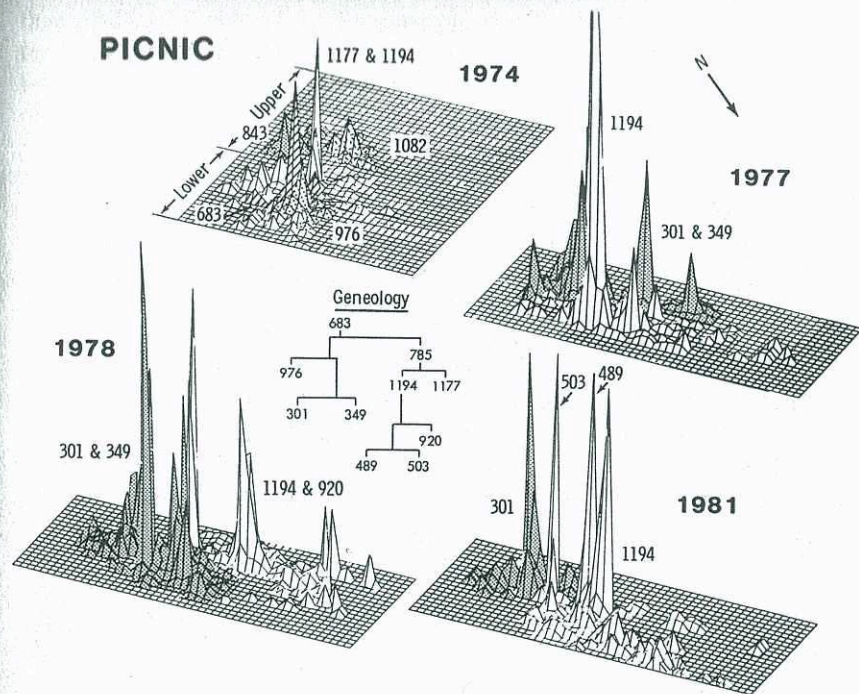 PICNIC
1177 & 1194
1974
N
Upper
843
1082
1194
Lower
1977
683
976
301 & 349
Geneology
683
1978
785
976
1194 1177
503
489
301 349
920
489 503
301 & 349
1194 & 920
301
1981
1194